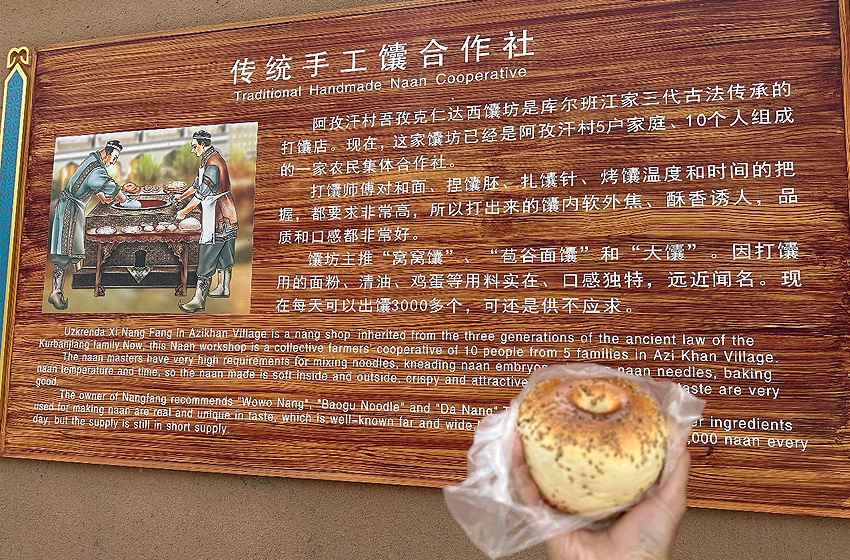 传统手工馕合作社
Traditional Handmade Naan Cooperative
阿孜汗村吾孜克仁达西馕坊是库尔班江家三代古法传承的
打馕店。现在，这家馕坊已经是阿孜汗村5户家庭、10个人组成
的一家农民集体合作社。
打馕师傅对和面、捏馕胚、扎馕针、烤馕温度和时间的把
握，都要求非常高，所以打出来的馕内软外焦、酥香诱人，品
质和口感都非常好。
馕坊主推“窝窝馕”、“苞谷面馕”和“大馕”。因打馕
用的面粉、清油、鸡蛋等用料实在、口感独特，远近闻名。现
在每天可以出馕3000多个，可还是供不应求。
Uzkrenda Xi Nang Fang in Azikhan Village is a nang shop inherited from the three generations of the ancient law of the
Kurbanjiang family.Now, this Naan workshop is a collective farmers' cooperative of 10 people from 5 families in Azi Khan Village.
The naan masters have very high requirements for mixing noodles, kneading naan embryos, naan needles, baking
naan temperature and time, so the naan made is soft inside and outside, crispy and attractive taste are very
good.
The owner of Nangfang recommends "Wowo Nang", "Baogu Noodle" and "Da Nang" ingredients
used for making naan are real and unique in taste, which is well-known far and wide ,000 naan every
day, but the supply is still in short supply.